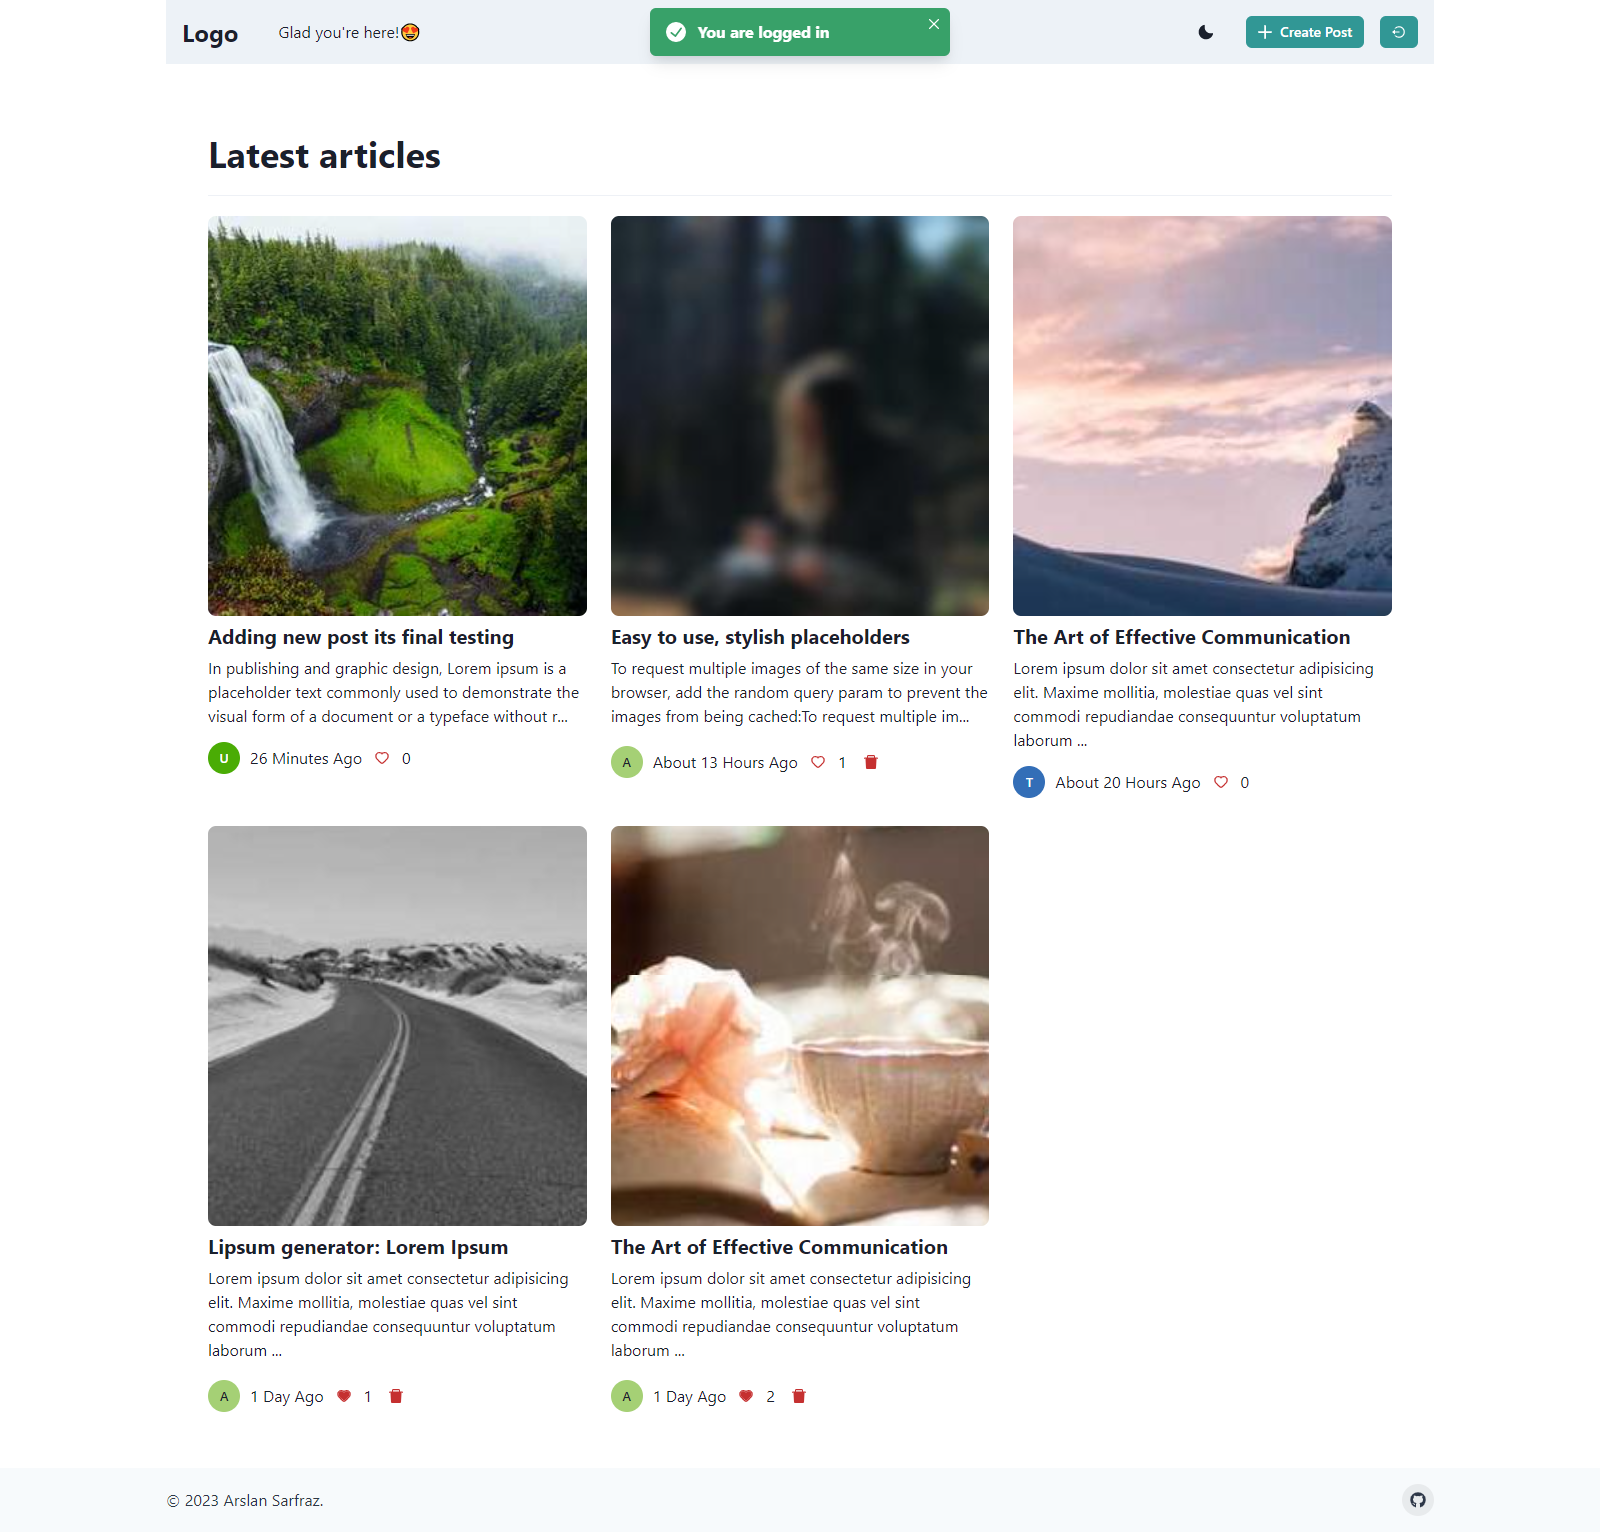 Logo
Glad you're here!🤩
You are logged in
Create Post
Latest articles
Adding new post its final testing
In publishing and graphic design, Lorem ipsum is a
placeholder text commonly used to demonstrate the
visual form of a document or a typeface without r...
U 26 Minutes Ago 0
Easy to use, stylish placeholders
To request multiple images of the same size in your
browser, add the random query param to prevent the
images from being cached:To request multiple im...
A About 13 Hours Ago 1
The Art of Effective Communication
Lorem ipsum dolor sit amet consectetur adipisicing
elit. Maxime mollitia, molestiae quas vel sint
commodi repudiandae consequuntur voluptatum
laborum ...
T About 20 Hours Ago 0
Lipsum generator: Lorem Ipsum
Lorem ipsum dolor sit amet consectetur adipisicing
elit. Maxime mollitia, molestiae quas vel sint
commodi repudiandae consequuntur voluptatum
laborum ...
A 1 Day Ago 1
The Art of Effective Communication
Lorem ipsum dolor sit amet consectetur adipisicing
elit. Maxime mollitia, molestiae quas vel sint
commodi repudiandae consequuntur voluptatum
laborum ...
A 1 Day Ago 2
© 2023 Arslan Sarfraz.